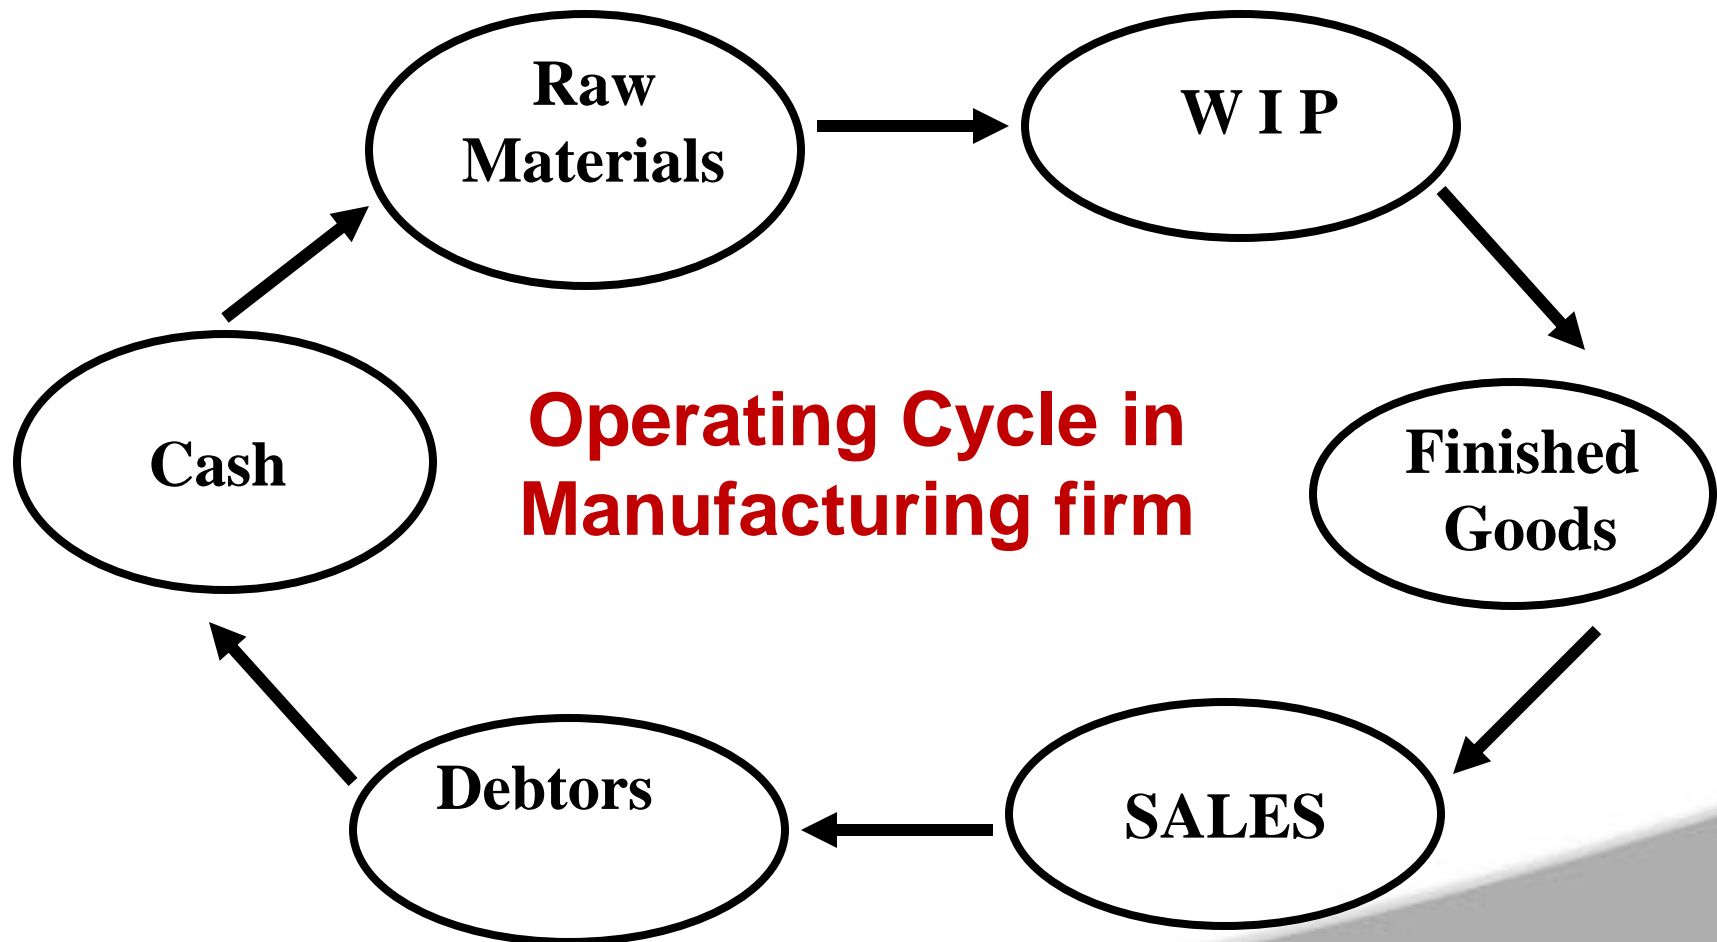 Raw
Materials
W I P
Cash
Operating Cycle in
Manufacturing firm
Finished
Goods
Debtors
SALES